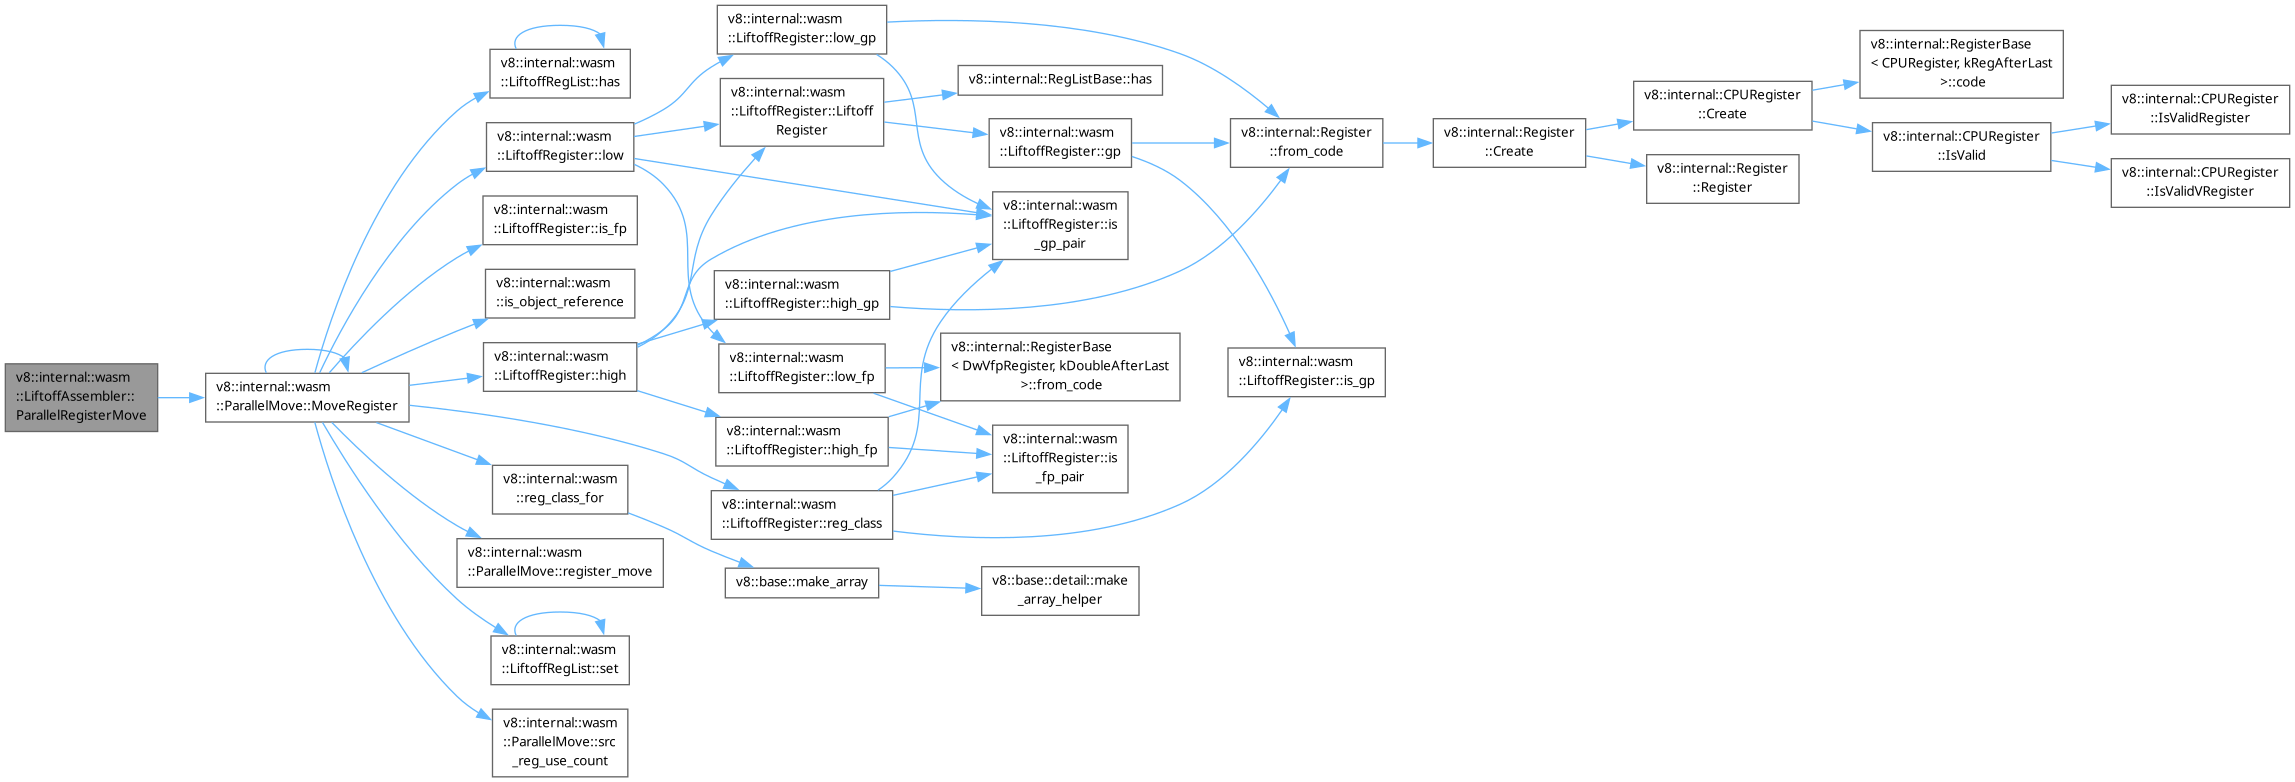 v8::internal::wasm
::LiftoffAssembler::
ParallelRegisterMove
v8::internal::wasm
::ParallelMove::MoveRegister
v8::internal::wasm
::LiftoffRegList::has
v8::internal::wasm
::LiftoffRegister::low
v8::internal::wasm
::LiftoffRegister::is_fp
v8::internal::wasm
::is_object_reference
v8::internal::wasm
::LiftoffRegister::high
v8::internal::wasm
::reg_class_for
v8::internal::wasm
::ParallelMove::register_move
v8::internal::wasm
::LiftoffRegList::set
v8::internal::wasm
::ParallelMove::src
_reg_use_count
v8::internal::wasm
::LiftoffRegister::low_gp
v8::internal::wasm
::LiftoffRegister::Liftoff
Register
v8::internal::wasm
::LiftoffRegister::high_gp
v8::internal::wasm
::LiftoffRegister::low_fp
v8::internal::wasm
::LiftoffRegister::high_fp
v8::internal::wasm
::LiftoffRegister::reg_class
v8::base::make_array
v8::internal::RegListBase::has
v8::internal::wasm
::LiftoffRegister::gp
v8::internal::wasm
::LiftoffRegister::is
_gp_pair
v8::internal::RegisterBase
< DwVfpRegister, kDoubleAfterLast
>::from_code
v8::internal::wasm
::LiftoffRegister::is
_fp_pair
v8::base::detail::make
_array_helper
v8::internal::Register
::from_code
v8::internal::wasm
::LiftoffRegister::is_gp
v8::internal::Register
::Create
v8::internal::CPURegister
::Create
v8::internal::Register
::Register
v8::internal::RegisterBase
< CPURegister, kRegAfterLast
>::code
v8::internal::CPURegister
::IsValid
v8::internal::CPURegister
::IsValidRegister
v8::internal::CPURegister
::IsValidVRegister